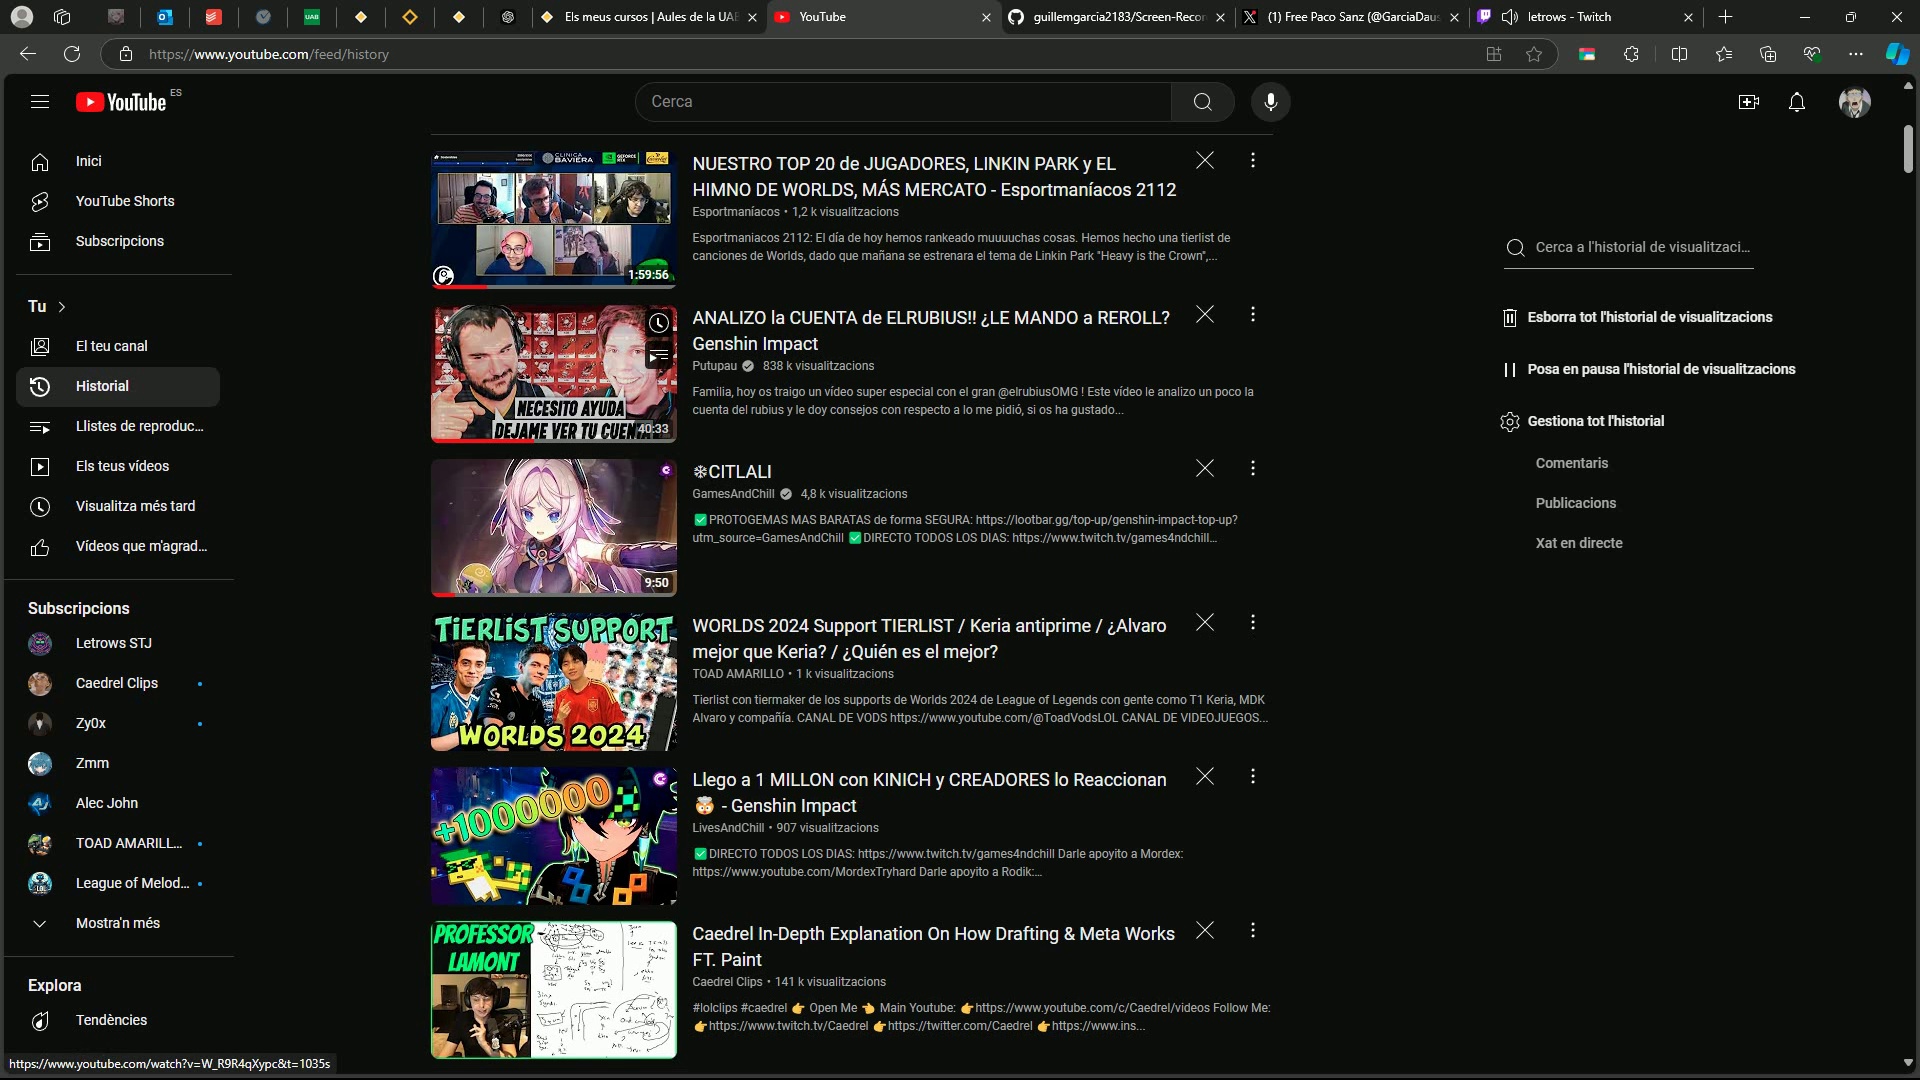 Els meus cursos | Aules de la UAB
YouTube
guillemgarcia2183/Screen-Recor
(1) Free Paco Sanz (@GarciaDaus
letrows - Twitch
https://www.youtube.com/feed/history
YouTube ES
Cerca
Inici
YouTube Shorts
Subscripcions
Tu
El teu canal
Historial
Llistes de reproduc...
Els teus vídeos
Visualitza més tard
Vídeos que m'agrad...
Subscripcions
Letrows STJ
Caedrel Clips
Zy0x
Zmm
Alec John
TOAD AMARILL...
League of Melod...
Mostra'n més
Explora
Tendències
CLINICA BAVIERA
1:59:56
NUESTRO TOP 20 de JUGADORES, LINKIN PARK y EL
HIMNO DE WORLDS, MÁS MERCATO - Esportmaníacos 2112
Esportmaníacos • 1,2 k visualitzacions
Esportmaniacos 2112: El día de hoy hemos rankeado muuuuchas cosas. Hemos hecho una tierlist de
canciones de Worlds, dado que mañana se estrenara el tema de Linkin Park "Heavy is the Crown",...
NECESITO AYUDA
DEJAME VER TU CUENTA
40:33
ANALIZO la CUENTA de ELRUBIUS!! ¿LE MANDO a REROLL?
Genshin Impact
Putupau 838 k visualitzacions
Familia, hoy os traigo un vídeo super especial con el gran @elrubiusOMG ! Este vídeo le analizo un poco la
cuenta del rubius y le doy consejos con respecto a lo me pidió, si os ha gustado...
9:50
❄CITLALI
GamesAndChill 4,8 k visualitzacions
✅PROTOGEMAS MAS BARATAS de forma SEGURA: https://lootbar.gg/top-up/genshin-impact-top-up?
utm_source=GamesAndChill ✅DIRECTO TODOS LOS DIAS: https://www.twitch.tv/games4ndchill...
TIERLIST SUPPORT
WORLDS 2024
WORLDS 2024 Support TIERLIST / Keria antiprime / ¿Alvaro
mejor que Keria? / ¿Quién es el mejor?
TOAD AMARILLO • 1 k visualitzacions
Tierlist con tiermaker de los supports de Worlds 2024 de League of Legends con gente como T1 Keria, MDK
Alvaro y compañía. CANAL DE VODS https://www.youtube.com/@ToadVodsLOL CANAL DE VIDEOJUEGOS...
+1000000
Llego a 1 MILLON con KINICH y CREADORES lo Reaccionan
🤯 - Genshin Impact
LivesAndChill • 907 visualitzacions
✅DIRECTO TODOS LOS DIAS: https://www.twitch.tv/games4ndchill Darle apoyito a Mordex:
https://www.youtube.com/MordexTryhard Darle apoyito a Rodik:...
PROFESSOR
LAMONT
Caedrel In-Depth Explanation On How Drafting & Meta Works
FT. Paint
Caedrel Clips • 141 k visualitzacions
#lolclips #caedrel 👉 Open Me 👈 Main Youtube: 👉https://www.youtube.com/c/Caedrel/videos Follow Me:
👉https://www.twitch.tv/Caedrel 👉https://twitter.com/Caedrel 👉https://www.ins...
Cerca a l'historial de visualitzaci...
Esborra tot l'historial de visualitzacions
Posa en pausa l'historial de visualitzacions
Gestiona tot l'historial
Comentaris
Publicacions
Xat en directe
https://www.youtube.com/watch?v=W_R9R4qXypc&t=1035s